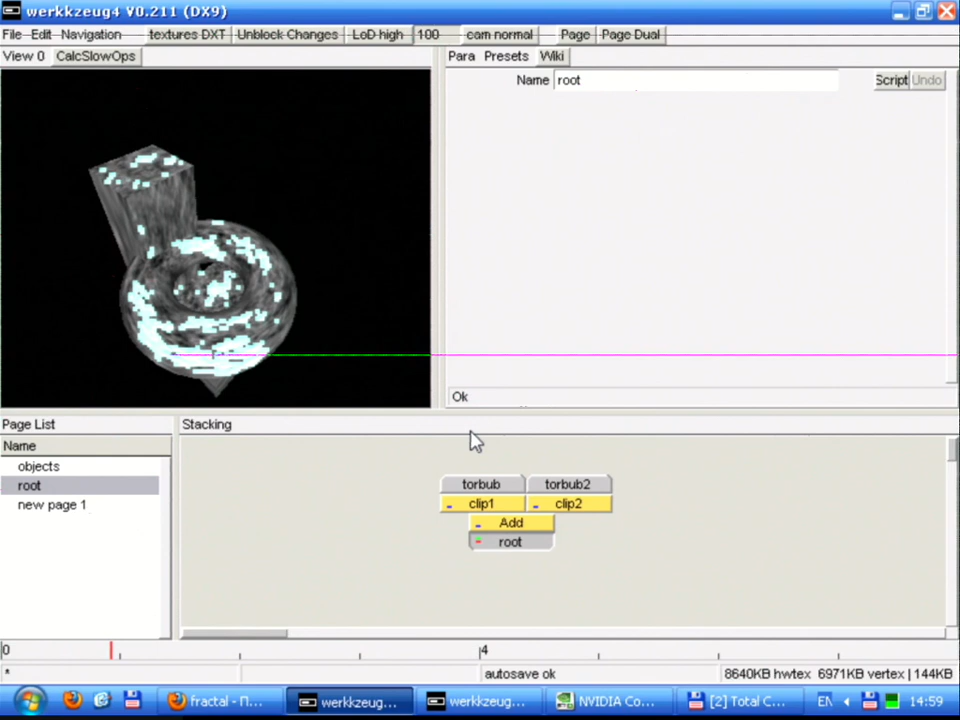 werkkzeug4 V0.211 (DX9)
File Edit Navigation textures DXT Unblock Changes LoD high 100 cam normal Page Page Dual
View 0 CalcSlowOps
Para Presets Wiki
Name root Script Undo
Ok
Page List
Stacking
Name
objects
root
new page 1
torbub torbub2
clip1 clip2
Add
root
0 4
* autosave ok 8640KB hwtex 6971KB vertex | 144KB
fractal - П... werkkzeug... werkkzeug... NVIDIA Co... [2] Total C... EN 14:59